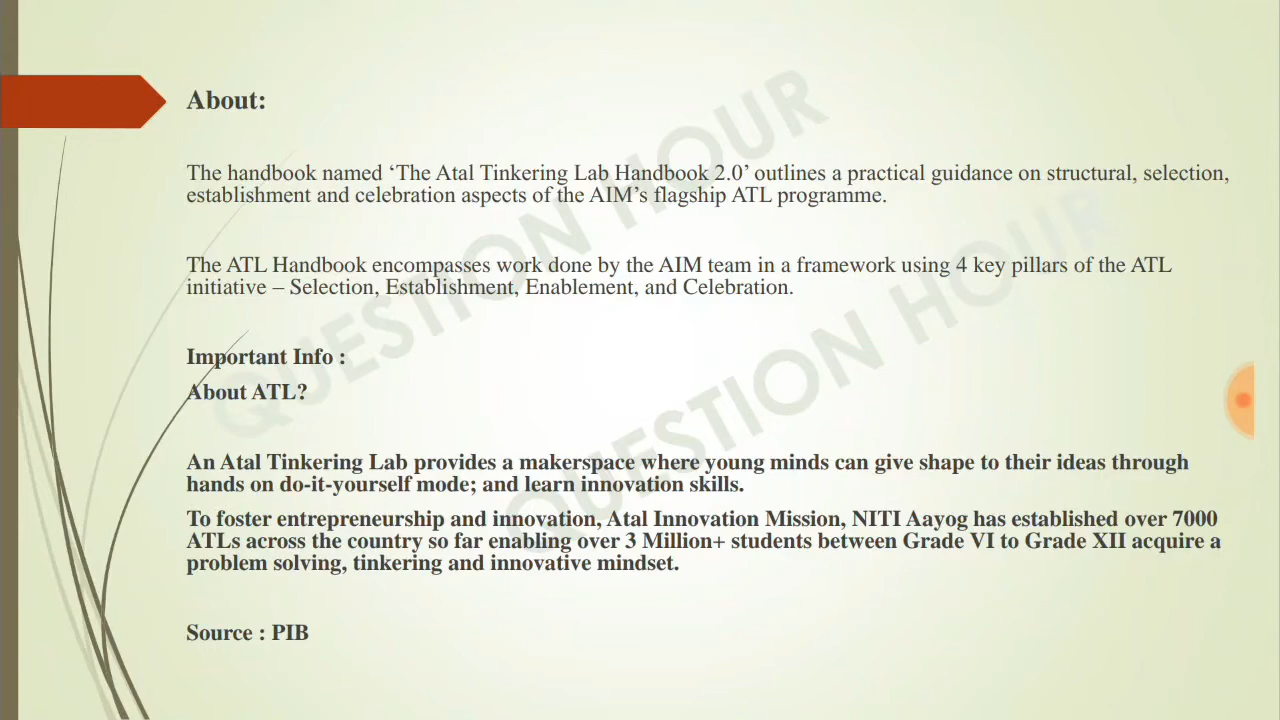 About:
The handbook named ‘The Atal Tinkering Lab Handbook 2.0’ outlines a practical guidance on structural, selection,
establishment and celebration aspects of the AIM’s flagship ATL programme.
The ATL Handbook encompasses work done by the AIM team in a framework using 4 key pillars of the ATL
initiative – Selection, Establishment, Enablement, and Celebration.
Important Info :
About ATL?
An Atal Tinkering Lab provides a makerspace where young minds can give shape to their ideas through
hands on do-it-yourself mode; and learn innovation skills.
To foster entrepreneurship and innovation, Atal Innovation Mission, NITI Aayog has established over 7000
ATLs across the country so far enabling over 3 Million+ students between Grade VI to Grade XII acquire a
problem solving, tinkering and innovative mindset.
Source : PIB
QUESTION HOUR
QUESTION HOUR